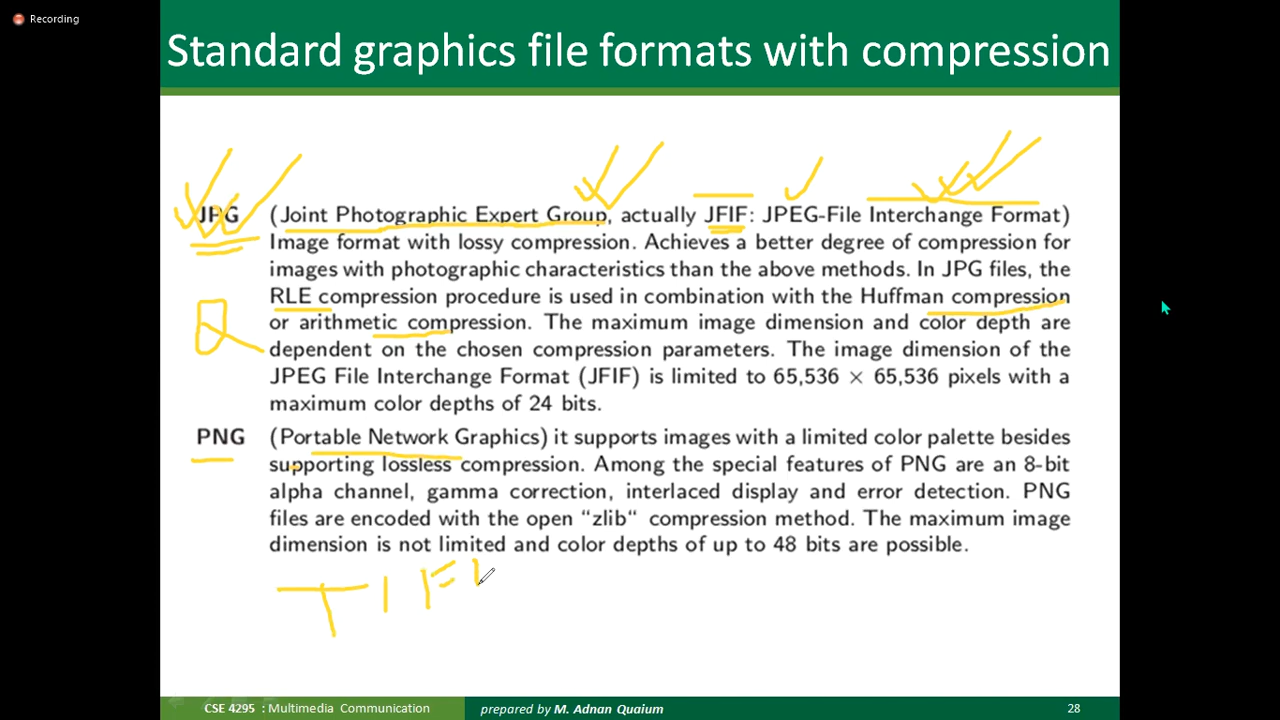 Recording
Standard graphics file formats with compression
JPG (Joint Photographic Expert Group, actually JFIF: JPEG-File Interchange Format)
Image format with lossy compression. Achieves a better degree of compression for
images with photographic characteristics than the above methods. In JPG files, the
RLE compression procedure is used in combination with the Huffman compression
or arithmetic compression. The maximum image dimension and color depth are
dependent on the chosen compression parameters. The image dimension of the
JPEG File Interchange Format (JFIF) is limited to 65,536 × 65,536 pixels with a
maximum color depths of 24 bits.
PNG (Portable Network Graphics) it supports images with a limited color palette besides
supporting lossless compression. Among the special features of PNG are an 8-bit
alpha channel, gamma correction, interlaced display and error detection. PNG
files are encoded with the open “zlib“ compression method. The maximum image
dimension is not limited and color depths of up to 48 bits are possible.
TIF
CSE 4295 : Multimedia Communication prepared by M. Adnan Quaium 28